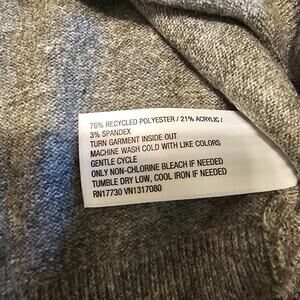 76% RECYCLED POLYESTER / 21% ACRYLIC /
3% SPANDEX
TURN GARMENT INSIDE OUT
MACHINE WASH COLD WITH LIKE COLORS
GENTLE CYCLE
ONLY NON-CHLORINE BLEACH IF NEEDED
TUMBLE DRY LOW, COOL IRON IF NEEDED
RN17730 VN1317080